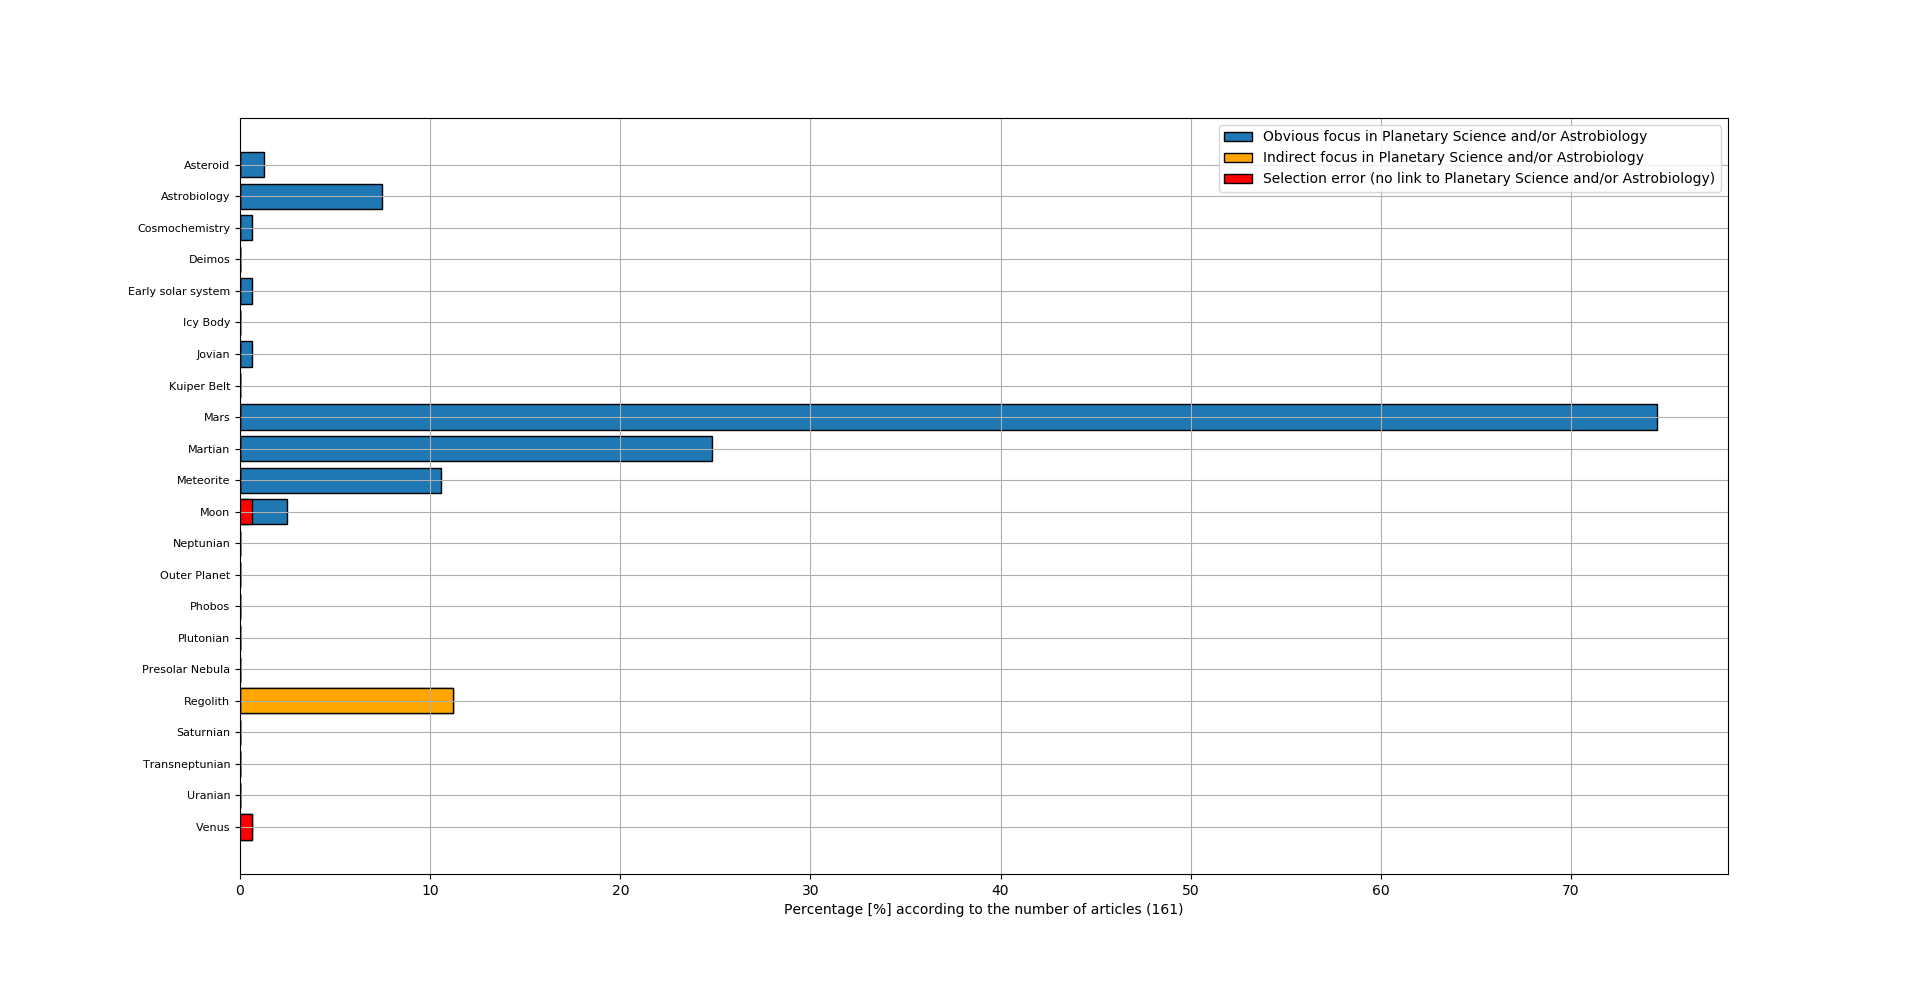 Obvious focus in Planetary Science and/or Astrobiology
Indirect focus in Planetary Science and/or Astrobiology
Selection error (no link to Planetary Science and/or Astrobiology)
Asteroid
Astrobiology
Cosmochemistry
Deimos
Early solar system
Icy Body
Jovian
Kuiper Belt
Mars
Martian
Meteorite
Moon
Neptunian
Outer Planet
Phobos
Plutonian
Presolar Nebula
Regolith
Saturnian
Transneptunian
Uranian
Venus
0 10 20 30 40 50 60 70
Percentage [%] according to the number of articles (161)